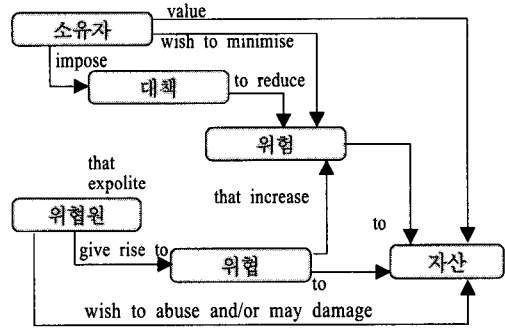 value
소유자
wish to minimise
impose
대책
to reduce
위험
that
expolite
that increase
위협원
to
give rise to
위협
자산
to
wish to abuse and/or may damage